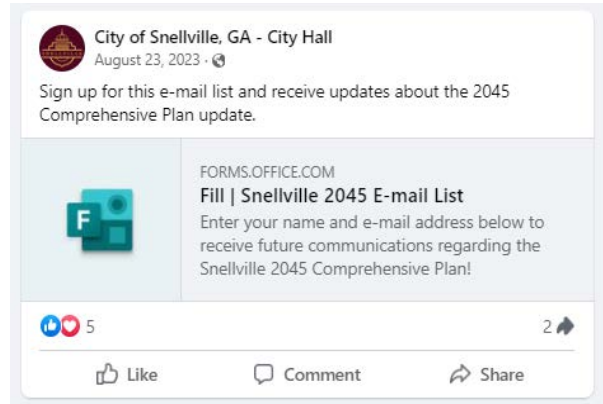 City of Snellville, GA - City Hall
August 23, 2023 ·
Sign up for this e-mail list and receive updates about the 2045
Comprehensive Plan update.
FORMS.OFFICE.COM
Fill | Snellville 2045 E-mail List
Enter your name and e-mail address below to
receive future communications regarding the
Snellville 2045 Comprehensive Plan!
F
5
2
Like
Comment
Share